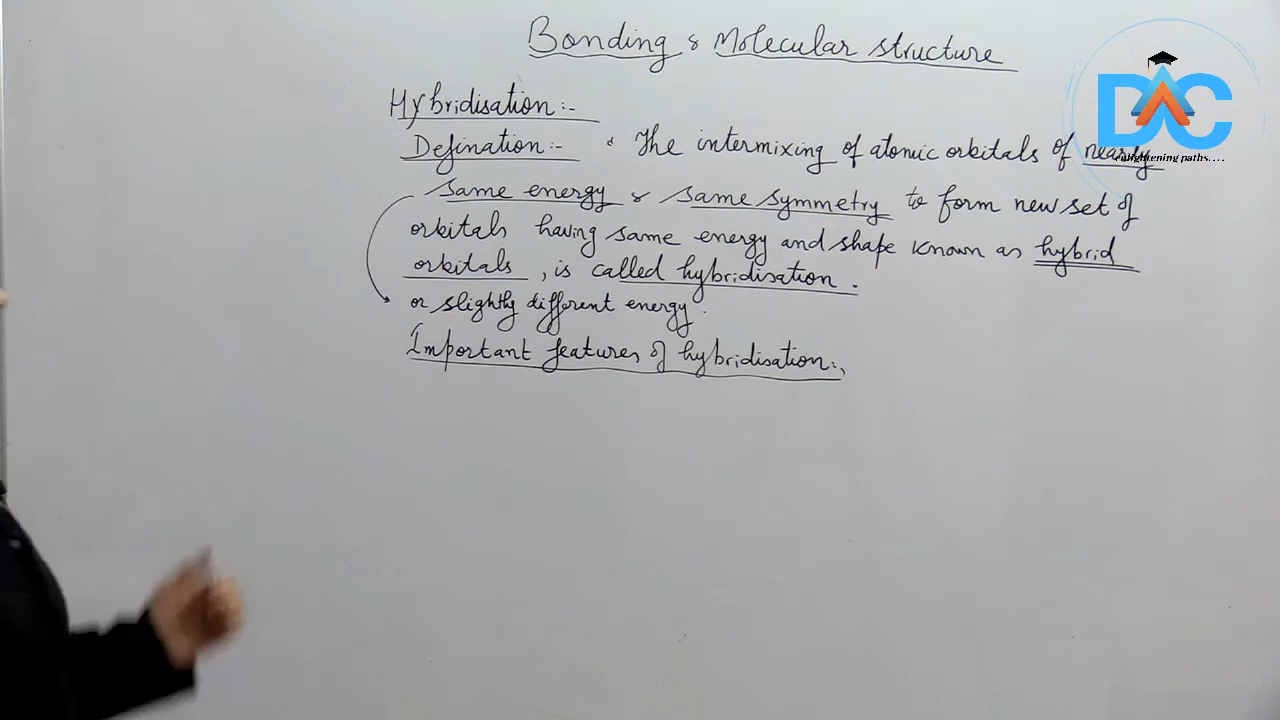 Bonding & Molecular structure
Hybridisation:-
Defination:- The intermixing of atomic orbitals of nearly
same energy & same symmetry to form new set of
orbitals having same energy and shape known as hybrid
orbitals, is called hybridisation.
or slightly different energy.
Important features of hybridisation:-
DAC
enlightening paths....